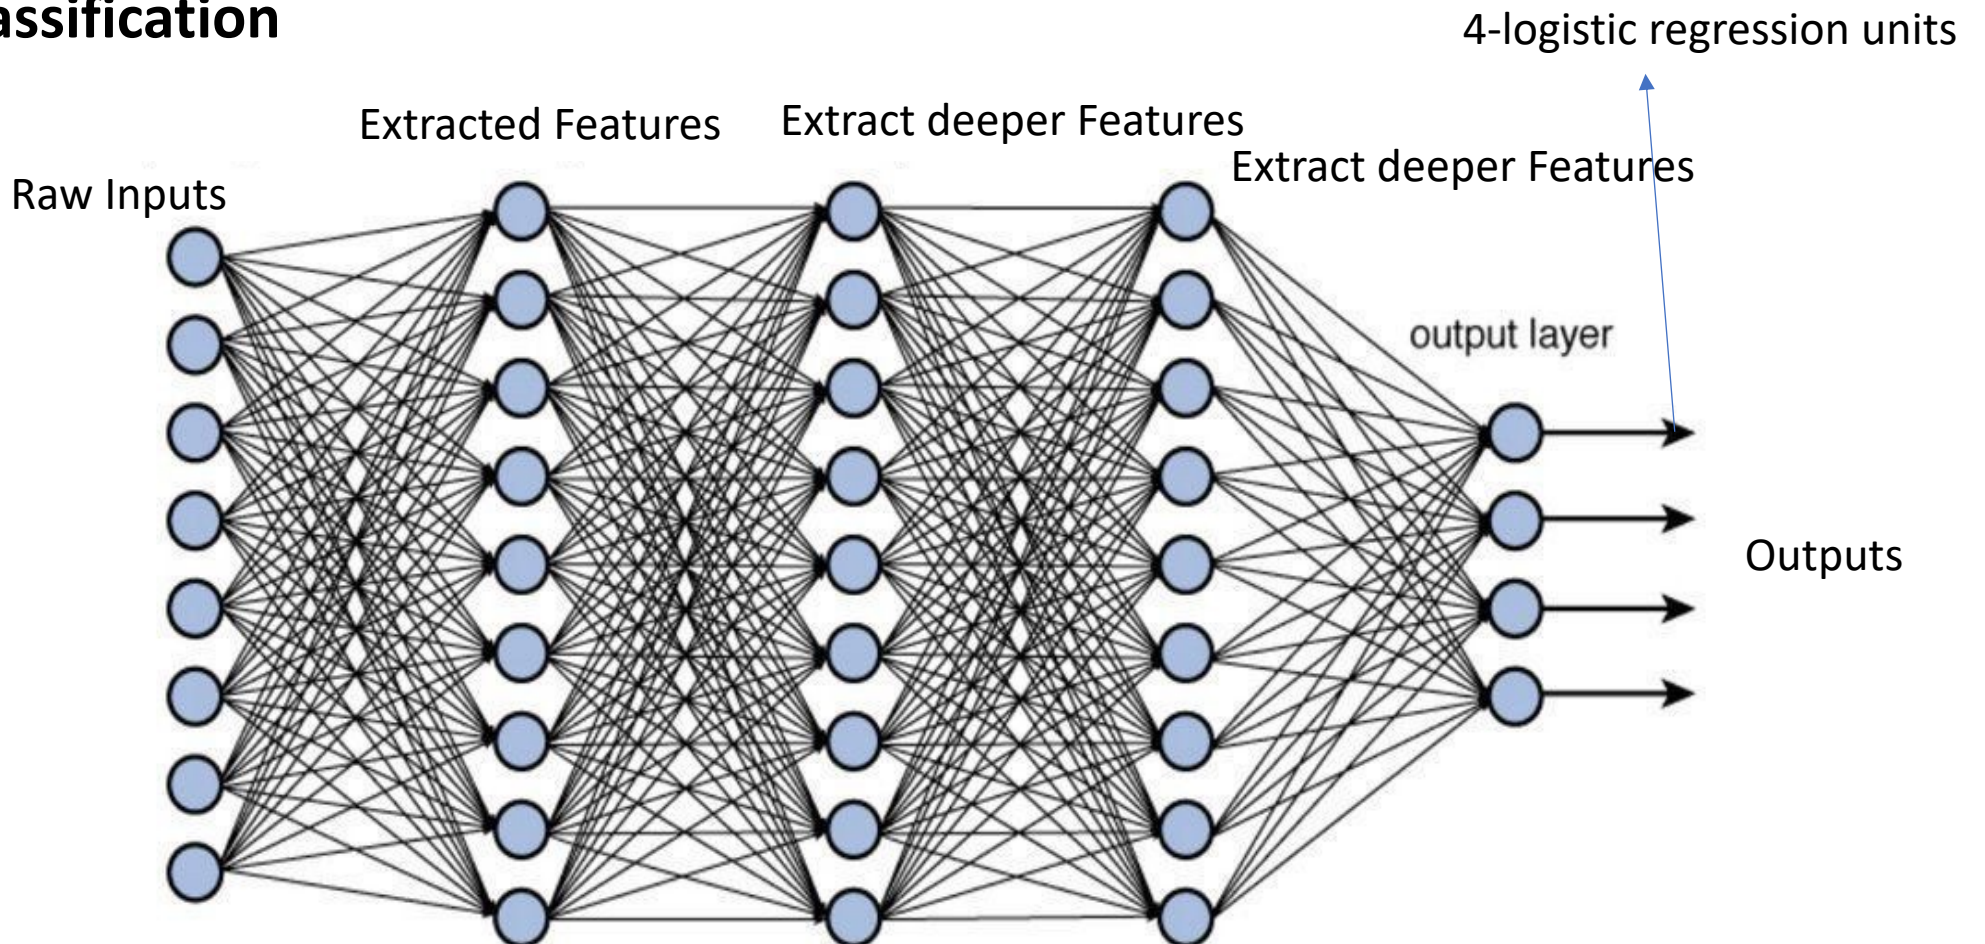 assification
4-logistic regression units
Extracted Features
Extract deeper Features
Extract deeper Features
Raw Inputs
output layer
Outputs